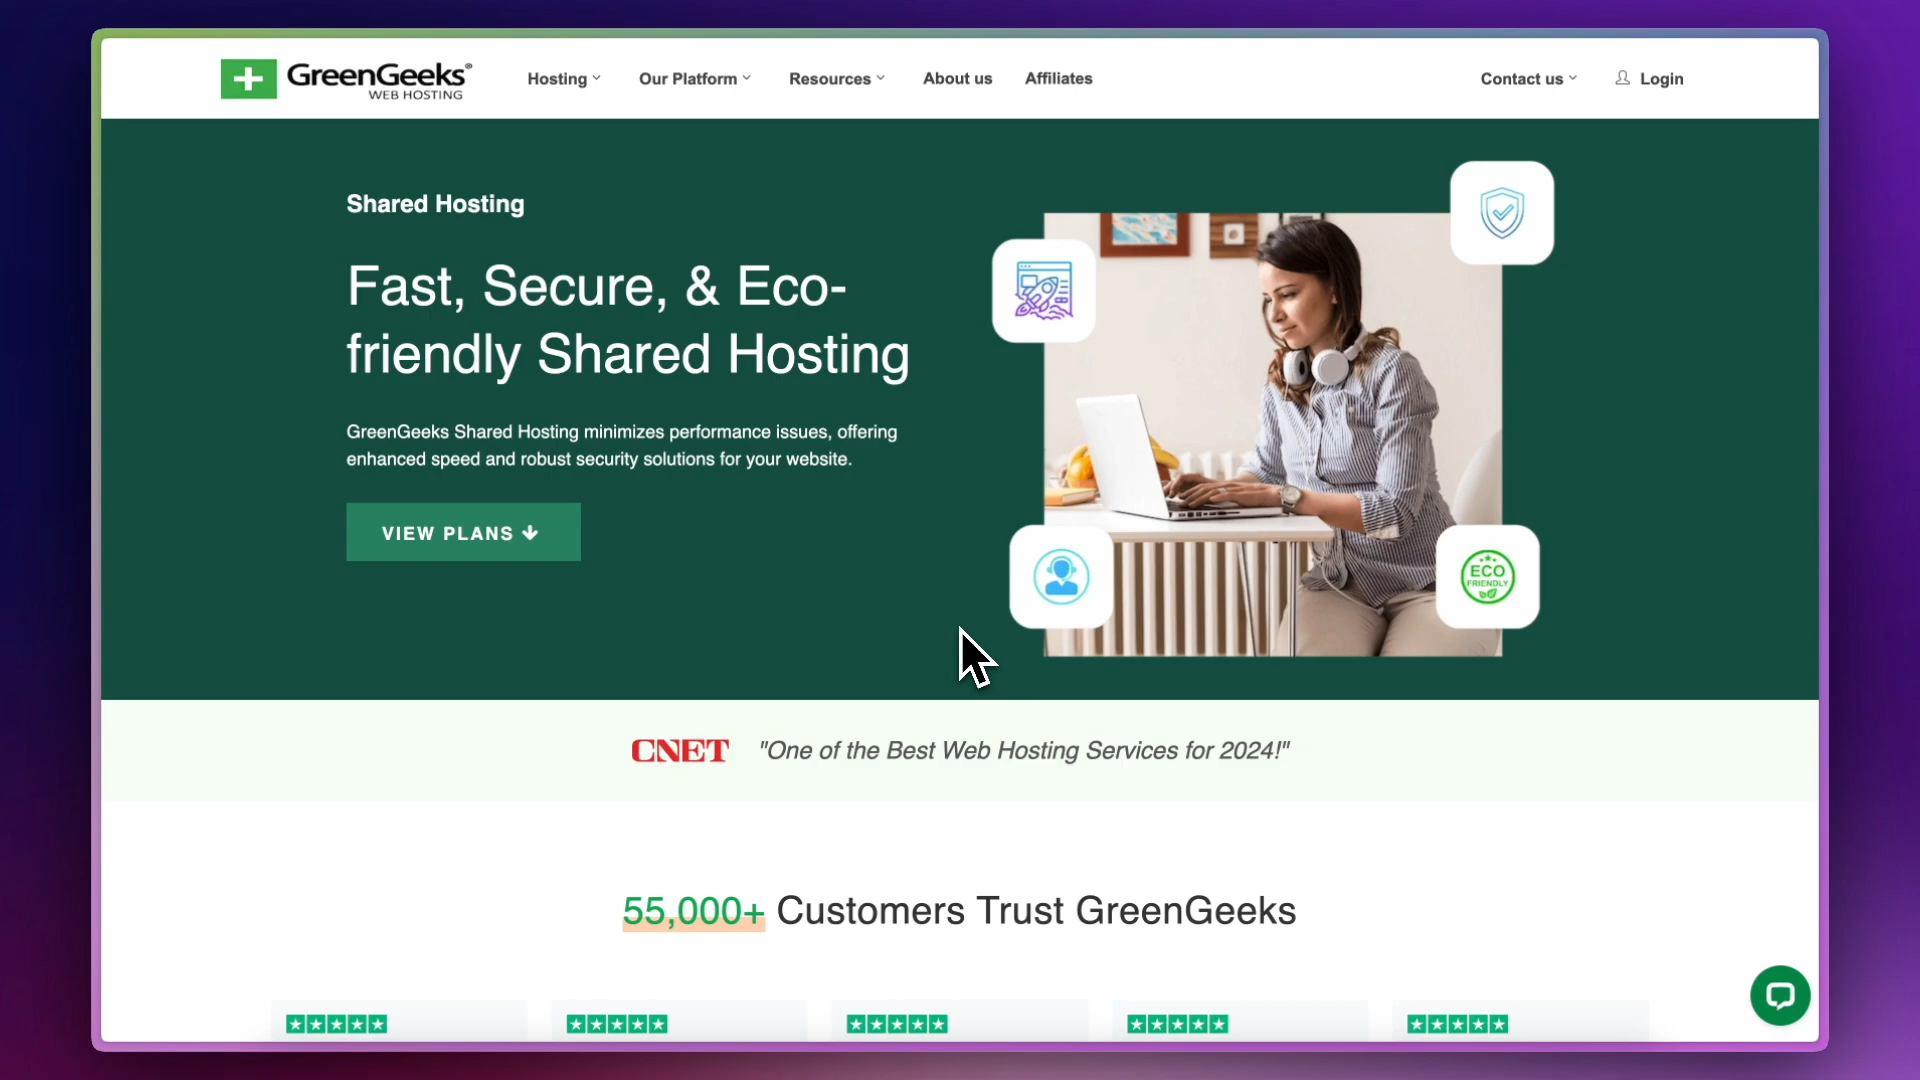 GreenGeeks®
WEB HOSTING
Hosting
Our Platform
Resources
About us
Affiliates
Contact us
Login
Shared Hosting
Fast, Secure, & Eco-
friendly Shared Hosting
GreenGeeks Shared Hosting minimizes performance issues, offering
enhanced speed and robust security solutions for your website.
VIEW PLANS
ECO
FRIENDLY
CNET "One of the Best Web Hosting Services for 2024!"
55,000+ Customers Trust GreenGeeks